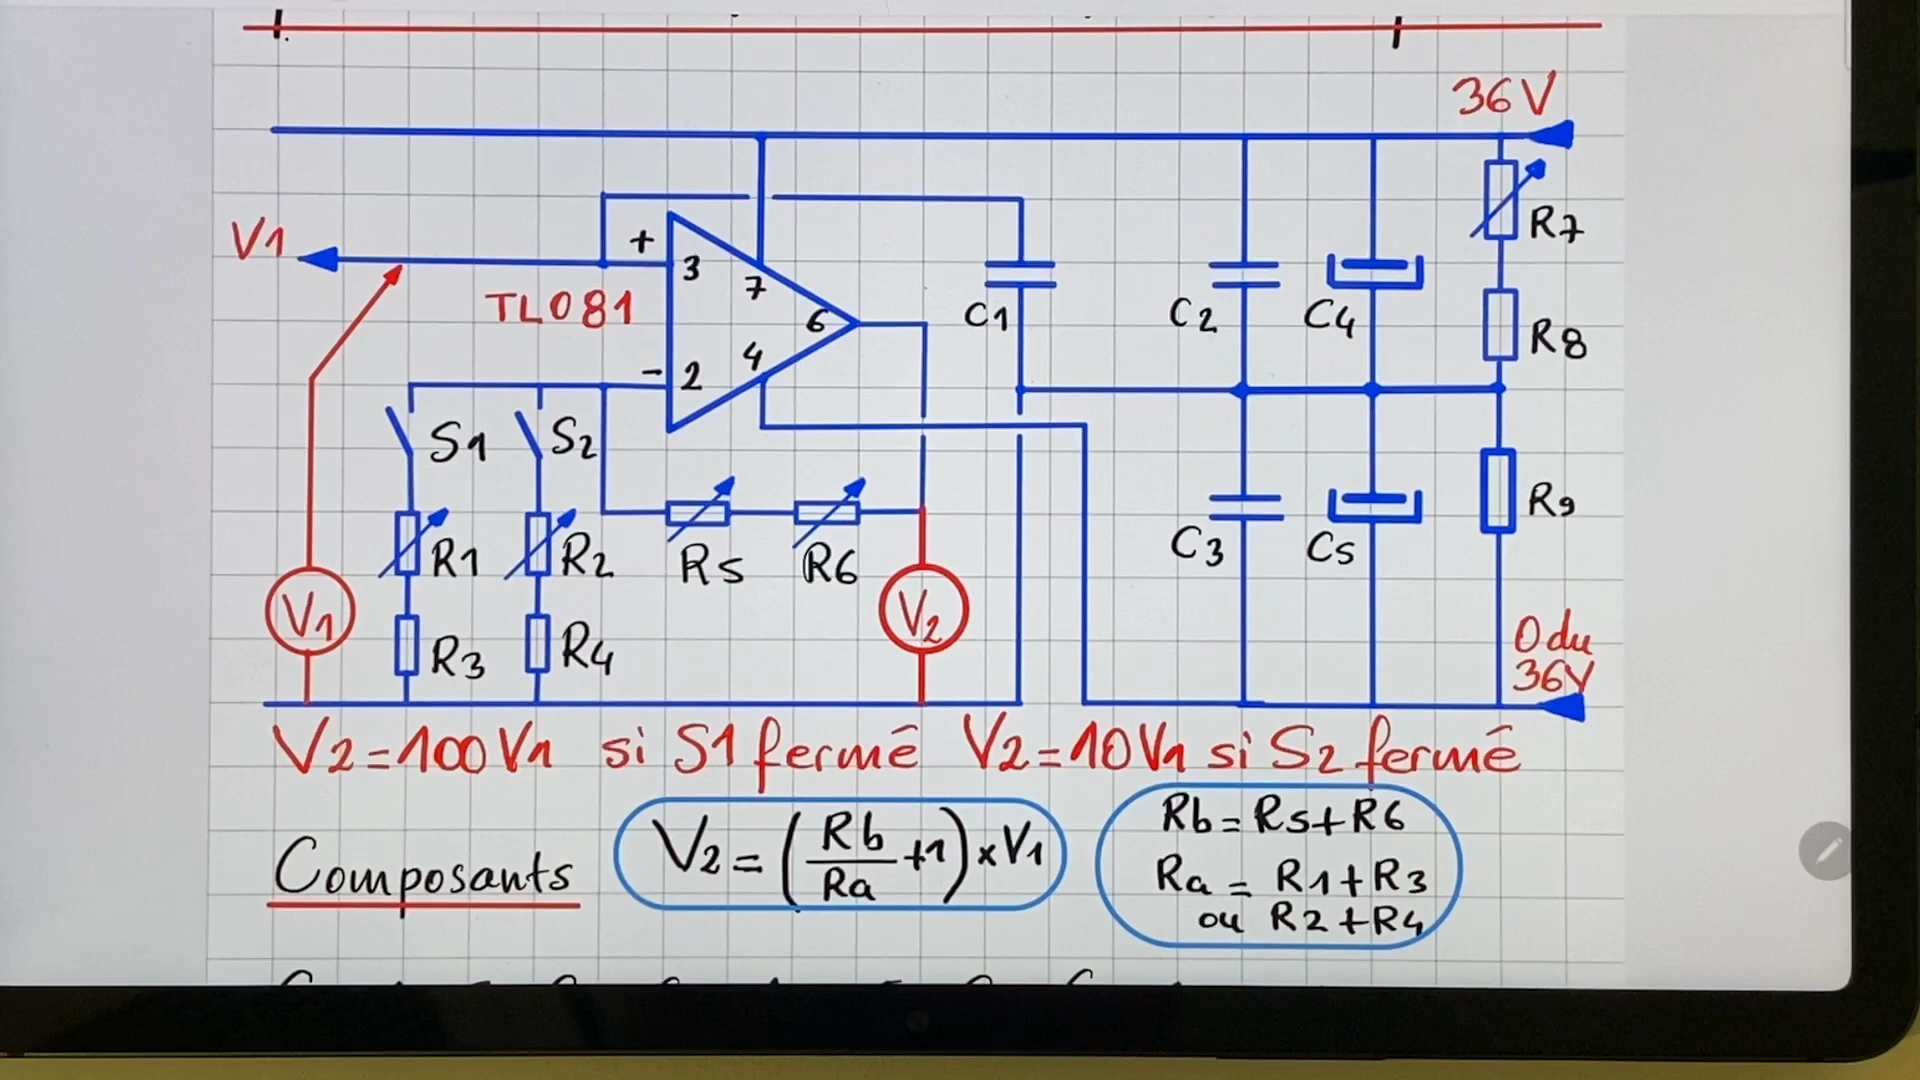 36V
V1
+
3
7
TL081
6
C1
C2
C4
R7
R8
4
-
2
S1
S2
R9
R1
R2
R5
R6
C3
C5
V1
V2
R3
R4
0 du
36V
V2=100V1 si S1 fermé V2=10V1 si S2 fermé
Composants
V2=(Rb/Ra+1)×V1
Rb=R5+R6
Ra=R1+R3
ou R2+R4